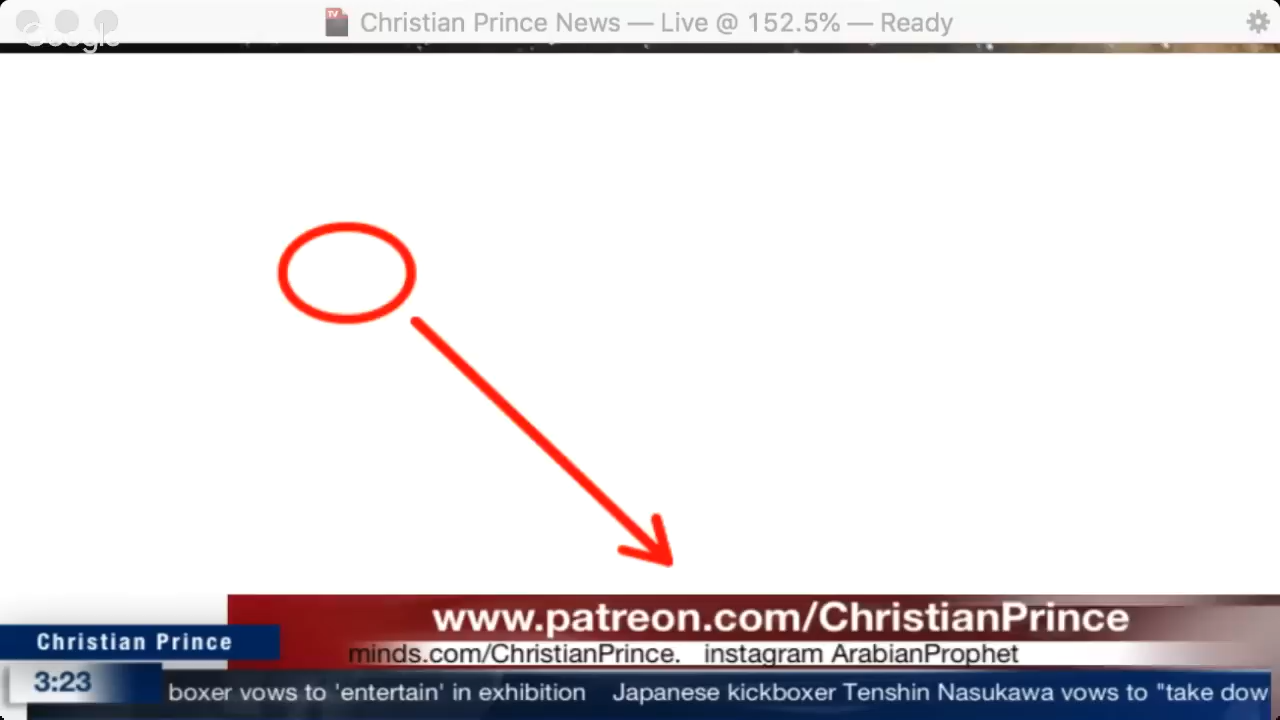 Christian Prince News — Live @ 152.5% — Ready
Google
www.patreon.com/ChristianPrince
Christian Prince
minds.com/ChristianPrince. instagram ArabianProphet
3:23
boxer vows to 'entertain' in exhibition Japanese kickboxer Tenshin Nasukawa vows to "take dow